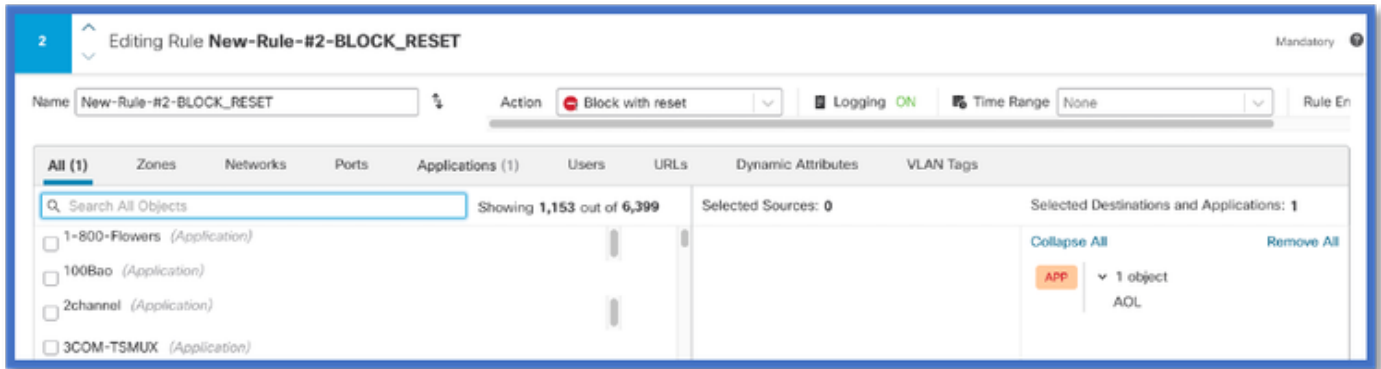 2 Editing Rule New-Rule-#2-BLOCK_RESET Mandatory
Name New-Rule-#2-BLOCK_RESET Action Block with reset Logging ON Time Range None Rule En
All (1) Zones Networks Ports Applications (1) Users URLs Dynamic Attributes VLAN Tags
Search All Objects Showing 1,153 out of 6,399 Selected Sources: 0 Selected Destinations and Applications: 1
1-800-Flowers (Application) Collapse All Remove All
100Bao (Application) APP 1 object
2channel (Application) AOL
3COM-TSMUX (Application)